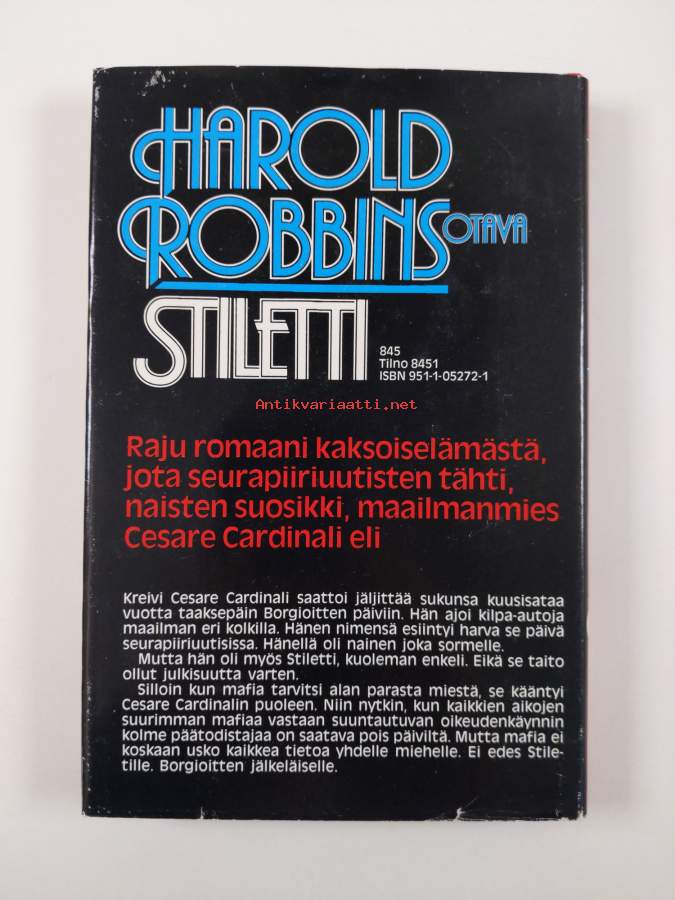 HAROLD
ROBBINS
OTAVA
STILETTI
845
Tilno 8451
ISBN 951-1-05272-1
Antikvariaatti.net
Raju romaani kaksoiselämästä,
jota seurapiiriuutisten tähti,
naisten suosikki, maailmanmies
Cesare Cardinali eli
Kreivi Cesare Cardinali saattoi jäljittää sukunsa kuusisataa
vuotta taaksepäin Borgioitten päiviin. Hän ajoi kilpa-autoja
maailman eri kolkilla. Hänen nimensä esiintyi harva se päivä
seurapiiriuutisissa. Hänellä oli nainen joka sormelle.
Mutta hän oli myös Stiletti, kuoleman enkeli. Eikä se taito
ollut julkisuutta varten.
Silloin kun mafia tarvitsi alan parasta miestä, se kääntyi
Cesare Cardinalin puoleen. Niin nytkin, kun kaikkien aikojen
suurimman mafiaa vastaan suuntautuvan oikeudenkäynnin
kolme päätodistajaa on saatava pois päiviltä. Mutta mafia ei
koskaan usko kaikkea tietoa yhdelle miehelle. Ei edes Stile-
tille. Borgioitten jälkeläiselle.